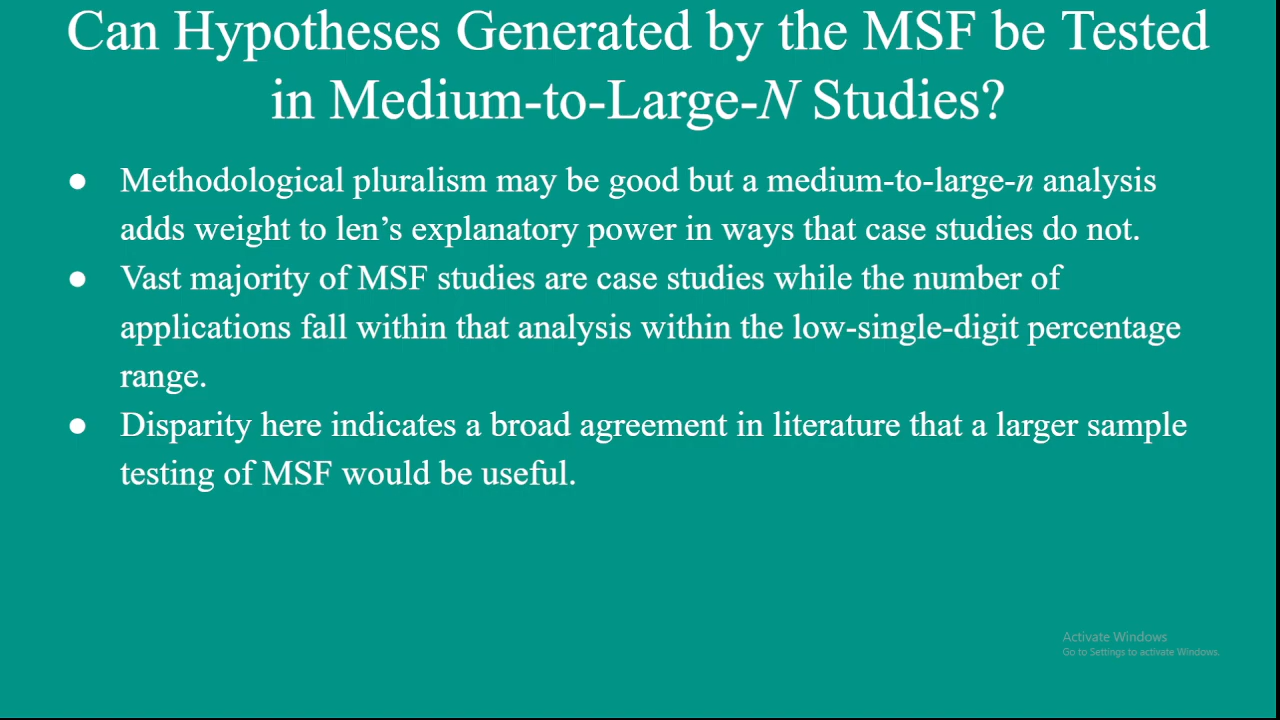 Can Hypotheses Generated by the MSF be Tested
in Medium-to-Large-N Studies?
● Methodological pluralism may be good but a medium-to-large-n analysis
adds weight to len’s explanatory power in ways that case studies do not.
● Vast majority of MSF studies are case studies while the number of
applications fall within that analysis within the low-single-digit percentage
range.
● Disparity here indicates a broad agreement in literature that a larger sample
testing of MSF would be useful.
Activate Windows
Go to Settings to activate Windows.